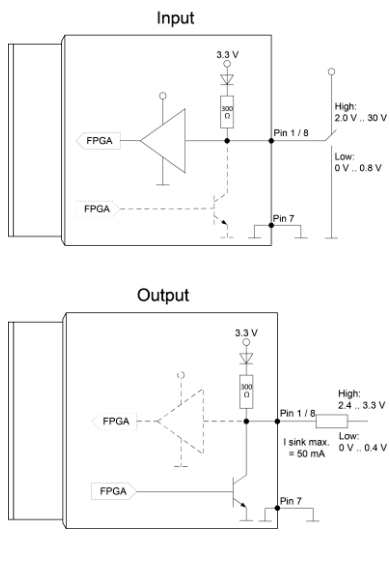 Input
3.3 V
300
Ω
FPGA
Pin 1 / 8
High:
2.0 V .. 30 V
Low:
0 V .. 0.8 V
FPGA
Pin 7
Output
3.3 V
300
Ω
High:
2.4 .. 3.3 V
Pin 1 / 8
FPGA
I sink max.
= 50 mA
Low:
0 V .. 0.4 V
FPGA
Pin 7